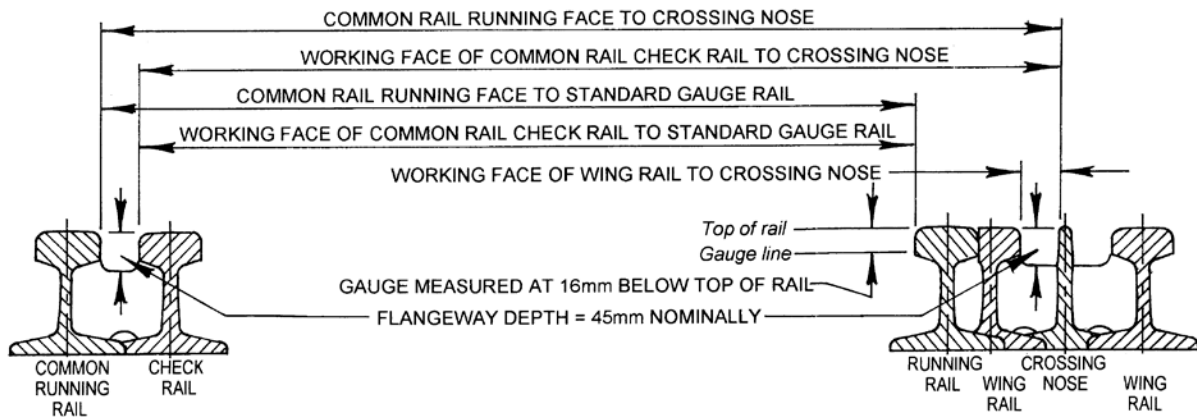 COMMON RAIL RUNNING FACE TO CROSSING NOSE
WORKING FACE OF COMMON RAIL CHECK RAIL TO CROSSING NOSE
COMMON RAIL RUNNING FACE TO STANDARD GAUGE RAIL
WORKING FACE OF COMMON RAIL CHECK RAIL TO STANDARD GAUGE RAIL
WORKING FACE OF WING RAIL TO CROSSING NOSE
Top of rail
Gauge line
GAUGE MEASURED AT 16mm BELOW TOP OF RAIL
FLANGEWAY DEPTH = 45mm NOMINALLY
COMMON
RUNNING
RAIL
CHECK
RAIL
RUNNING
RAIL
WING
RAIL
CROSSING
NOSE
WING
RAIL